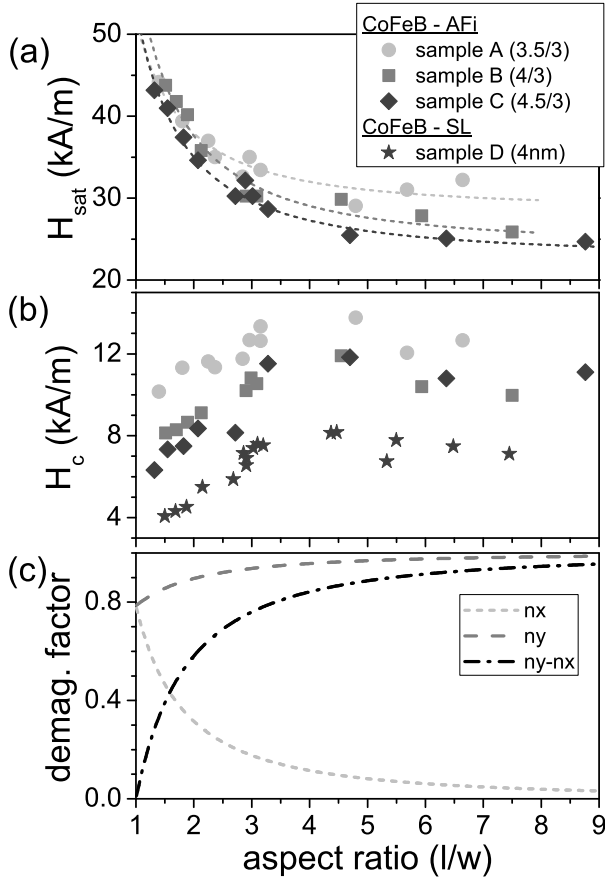 (a)
50
40
30
20
H_sat (kA/m)
CoFeB - AFi
sample A (3.5/3)
sample B (4/3)
sample C (4.5/3)
CoFeB - SL
sample D (4nm)
(b)
12
8
4
H_c (kA/m)
(c)
0.8
0.4
0.0
demag. factor
nx
ny
ny-nx
1 2 3 4 5 6 7 8 9
aspect ratio (l/w)